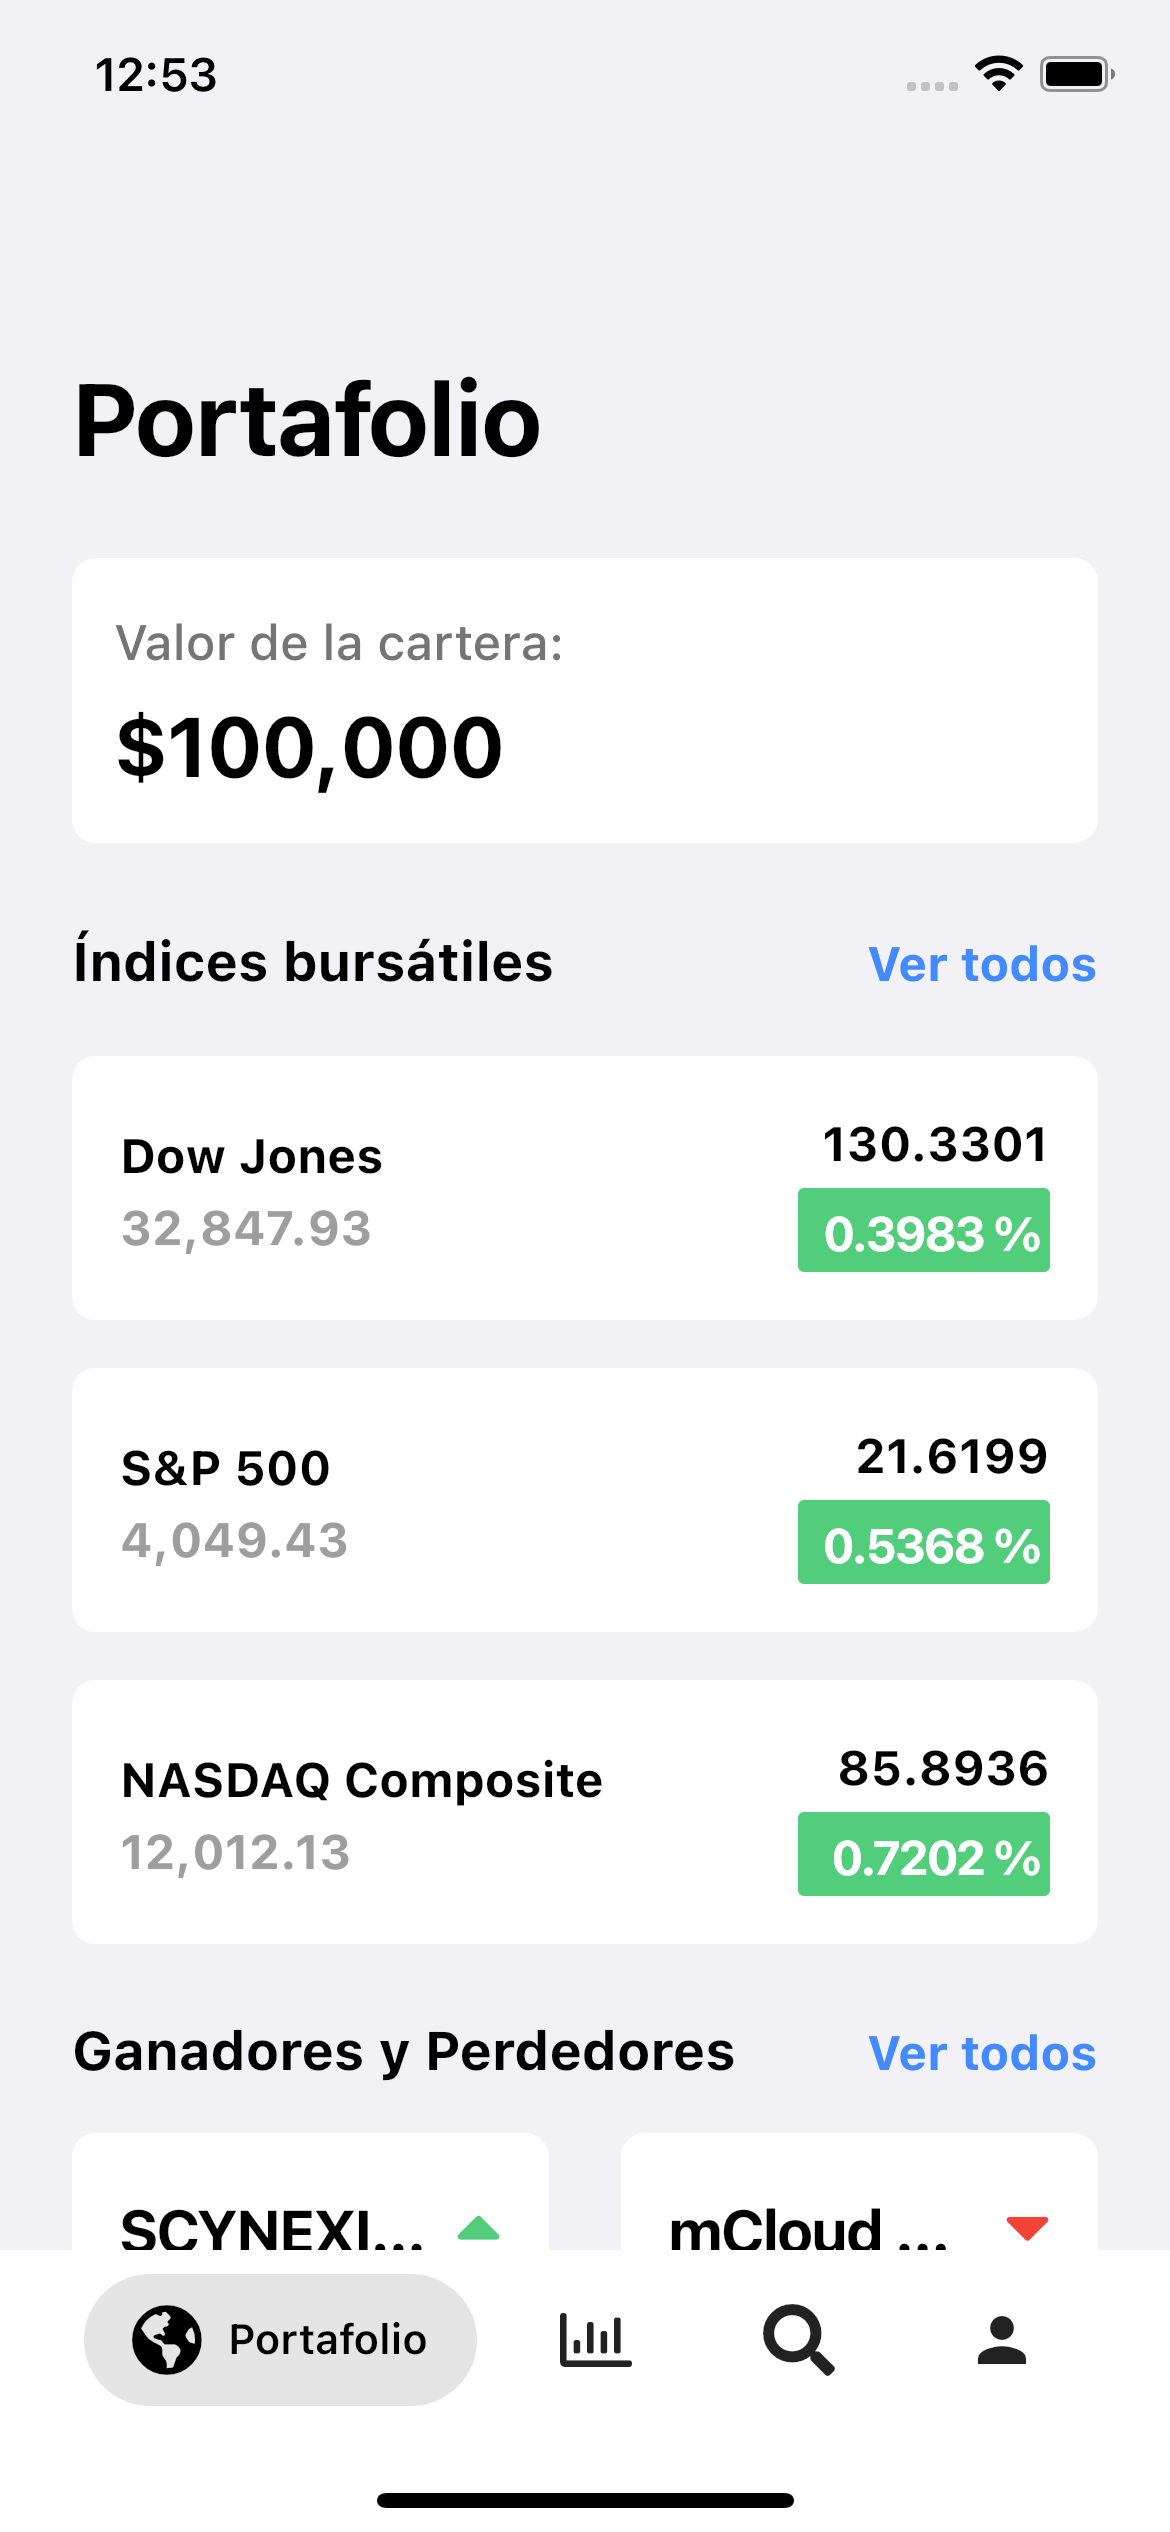 12:53
Portafolio
Valor de la cartera:
$100,000
Índices bursátiles
Ver todos
Dow Jones
130.3301
32,847.93
0.3983 %
S&P 500
21.6199
4,049.43
0.5368 %
NASDAQ Composite
85.8936
12,012.13
0.7202 %
Ganadores y Perdedores
Ver todos
SCYNEXI...
mCloud ...
Portafolio